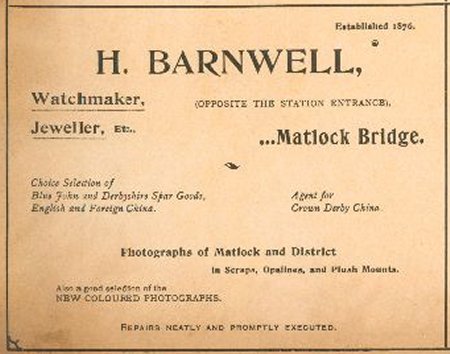 Established 1876.
H. BARNWELL,
Watchmaker,
(OPPOSITE THE STATION ENTRANCE),
Jeweller, Etc.,
...Matlock Bridge.
Choice Selection of
Blue John and Derbyshire Spar Goods,
English and Foreign China.
Agent for
Crown Derby China
Photographs of Matlock and District
in Scraps, Opalines, and Plush Mounts.
Also a good selection of the
NEW COLOURED PHOTOGRAPHS.
REPAIRS NEATLY AND PROMPTLY EXECUTED.